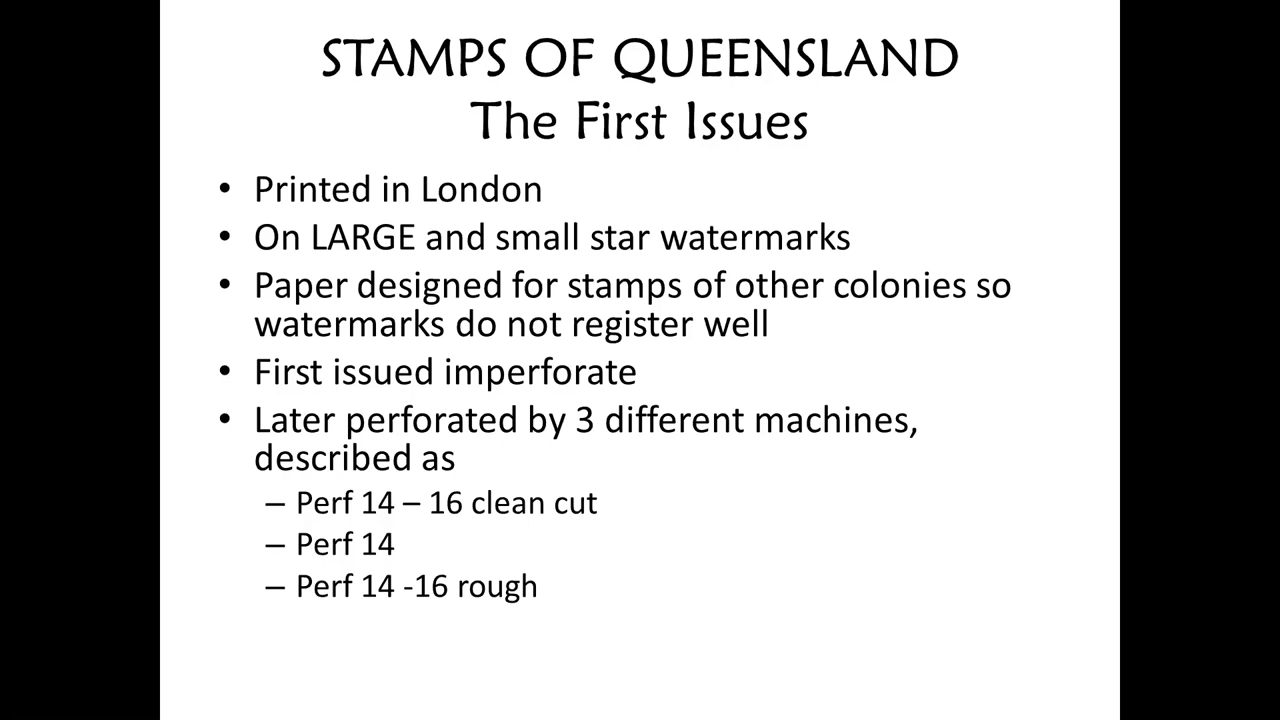 STAMPS OF QUEENSLAND
The First Issues
• Printed in London
• On LARGE and small star watermarks
• Paper designed for stamps of other colonies so
watermarks do not register well
• First issued imperforate
• Later perforated by 3 different machines,
described as
– Perf 14 – 16 clean cut
– Perf 14
– Perf 14 -16 rough